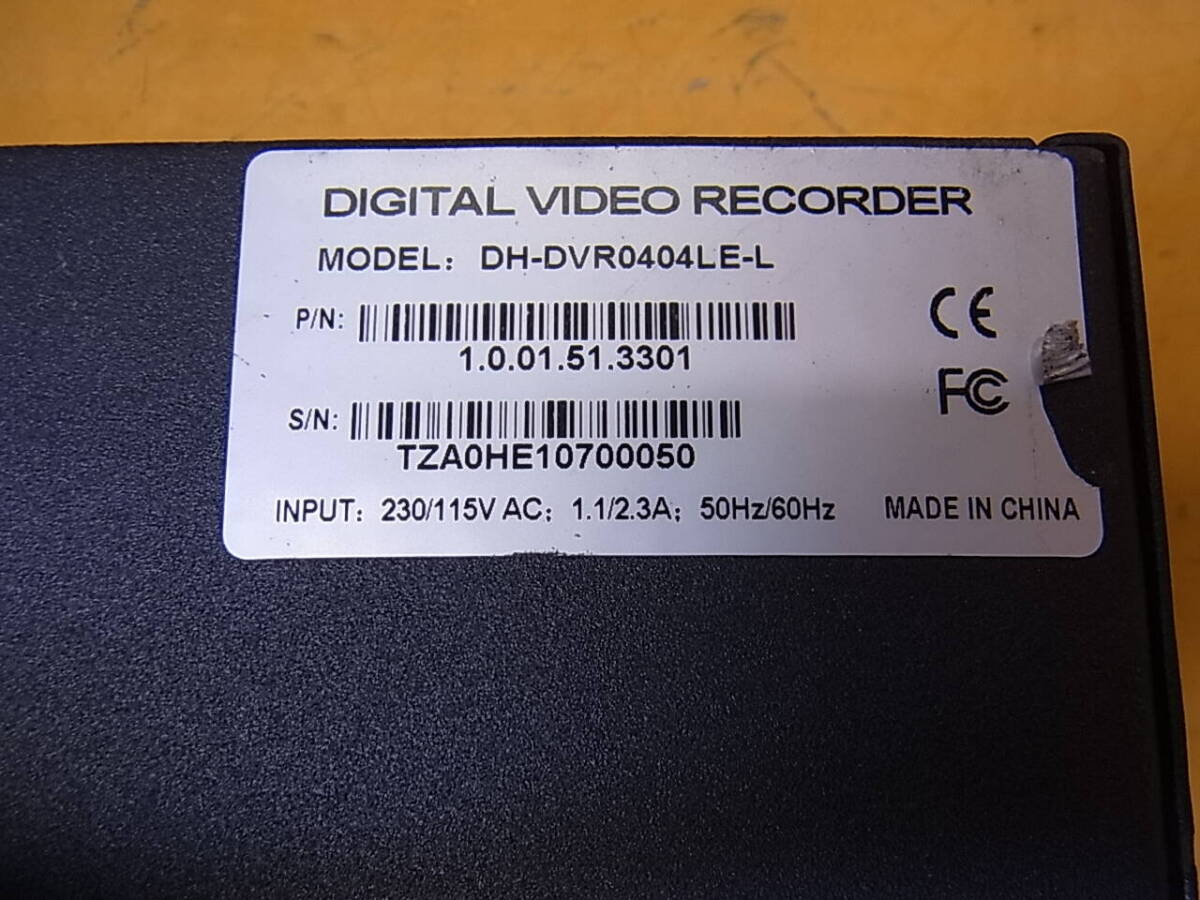 DIGITAL VIDEO RECORDER
MODEL: DH-DVR0404LE-L
P/N:
1.0.01.51.3301
CE
FC
S/N:
TZA0HE10700050
INPUT: 230/115V AC; 1.1/2.3A; 50Hz/60Hz MADE IN CHINA